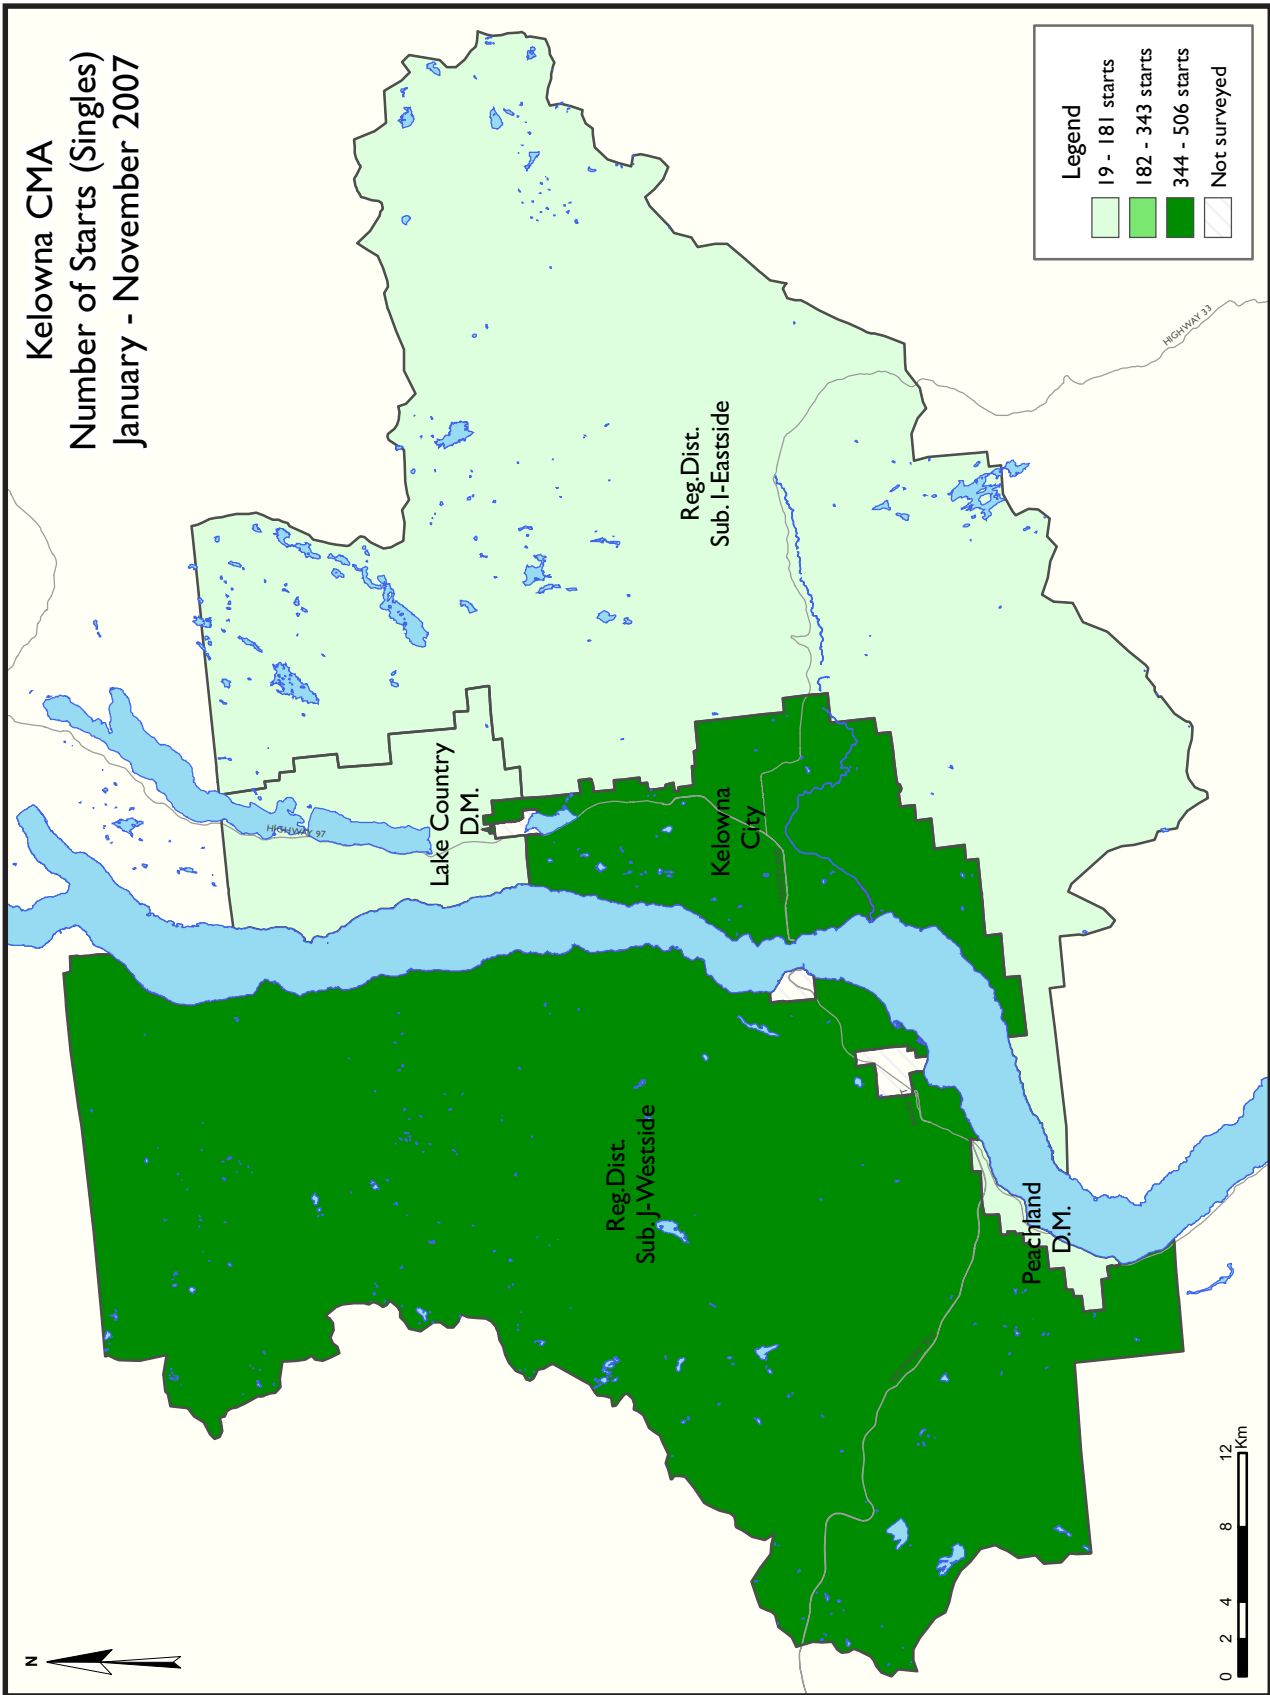 Kelowna CMA
Number of Starts (Singles)
January - November 2007
N
HIGHWAY 97
Lake Country
D.M.
Reg.Dist.
Sub. I-Eastside
Kelowna
City
Reg.Dist.
Sub. J-Westside
Peachland
D.M.
HIGHWAY 33
Legend
19 - 181 starts
182 - 343 starts
344 - 506 starts
Not surveyed
0 2 4 8 12
Km